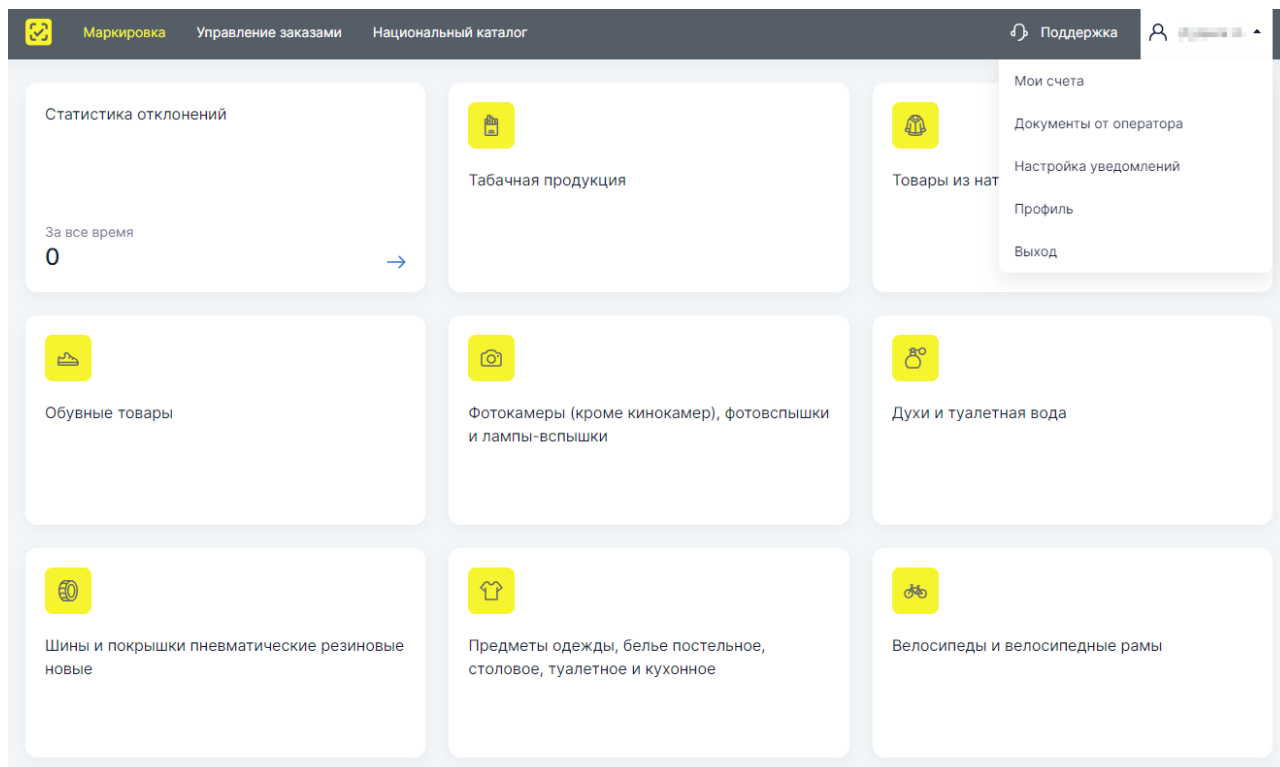 Маркировка
Управление заказами
Национальный каталог
Поддержка
Мои счета
Документы от оператора
Настройка уведомлений
Профиль
Выход
Статистика отклонений
За все время
0
Табачная продукция
Товары из
Обувные товары
Фотокамеры (кроме кинокамер), фотовспышки
и лампы-вспышки
Духи и туалетная вода
Шины и покрышки пневматические резиновые
новые
Предметы одежды, белье постельное,
столовое, туалетное и кухонное
Велосипеды и велосипедные рамы